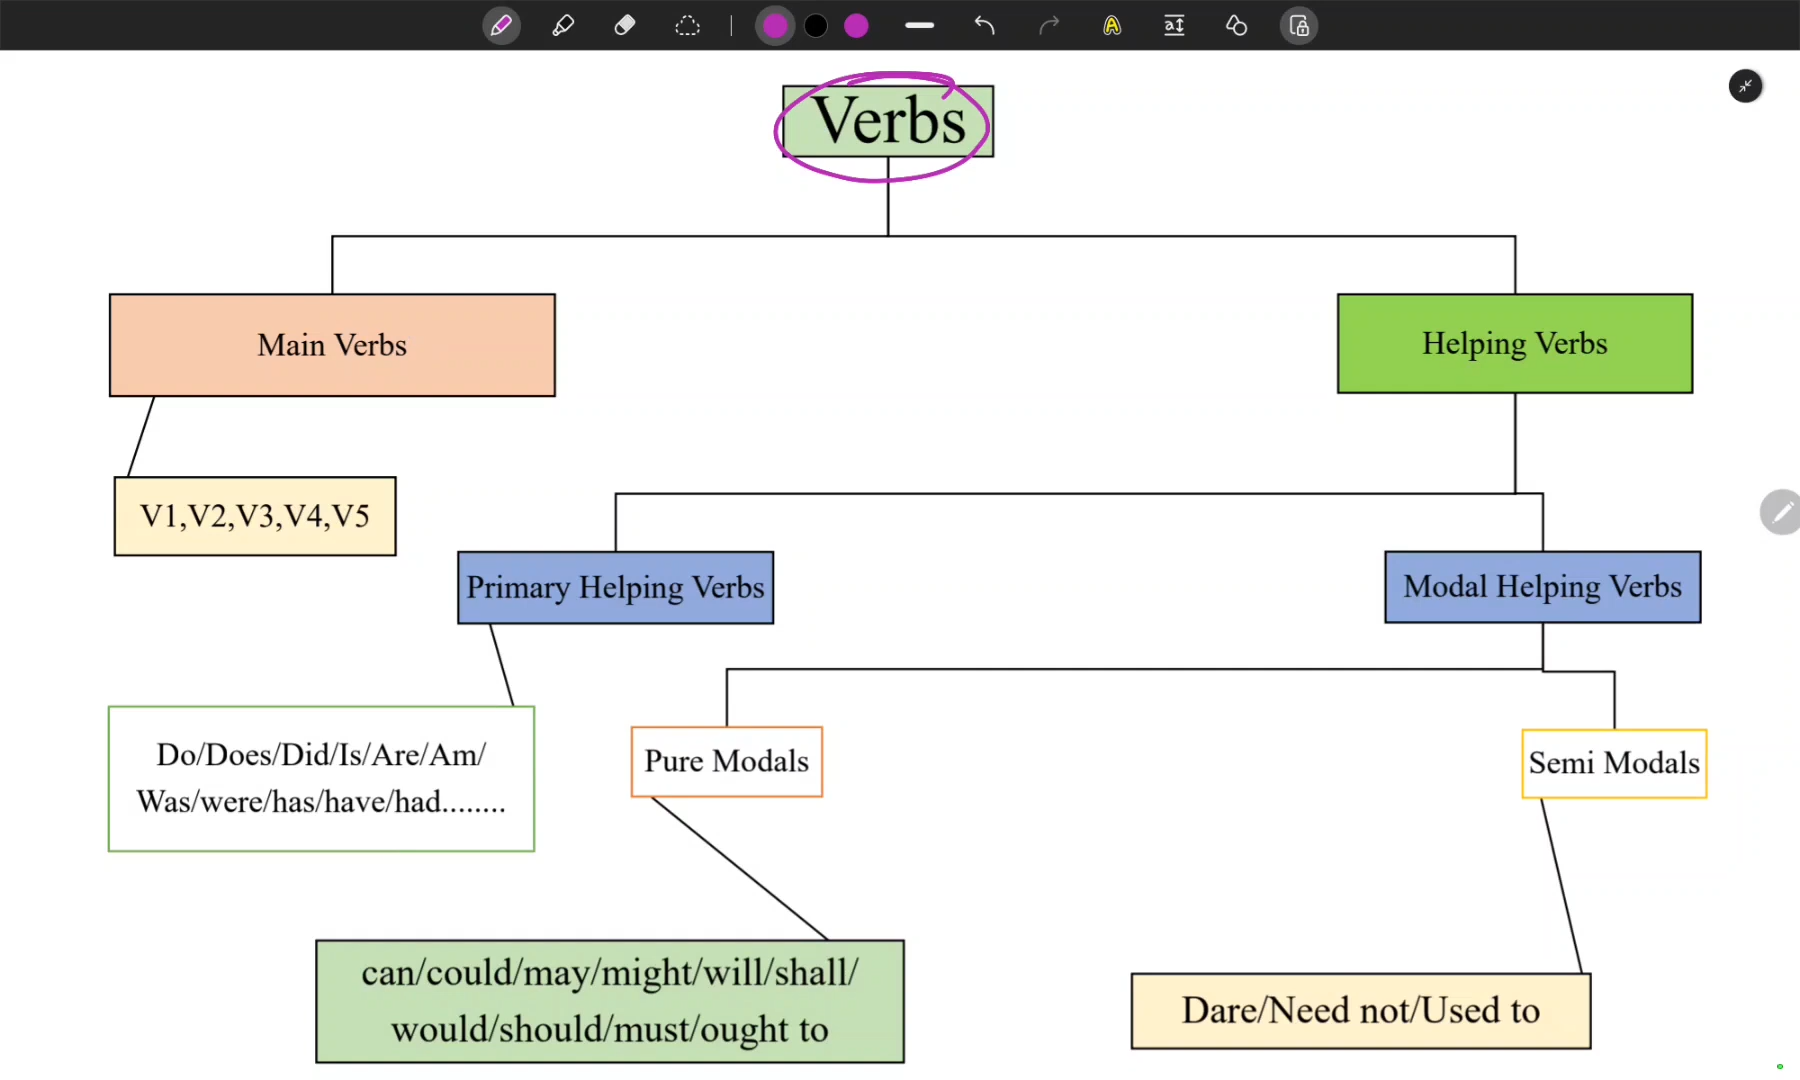 Verbs
Main Verbs
Helping Verbs
V1,V2,V3,V4,V5
Primary Helping Verbs
Modal Helping Verbs
Do/Does/Did/Is/Are/Am/
Was/were/has/have/had........
Pure Modals
Semi Modals
can/could/may/might/will/shall/
would/should/must/ought to
Dare/Need not/Used to